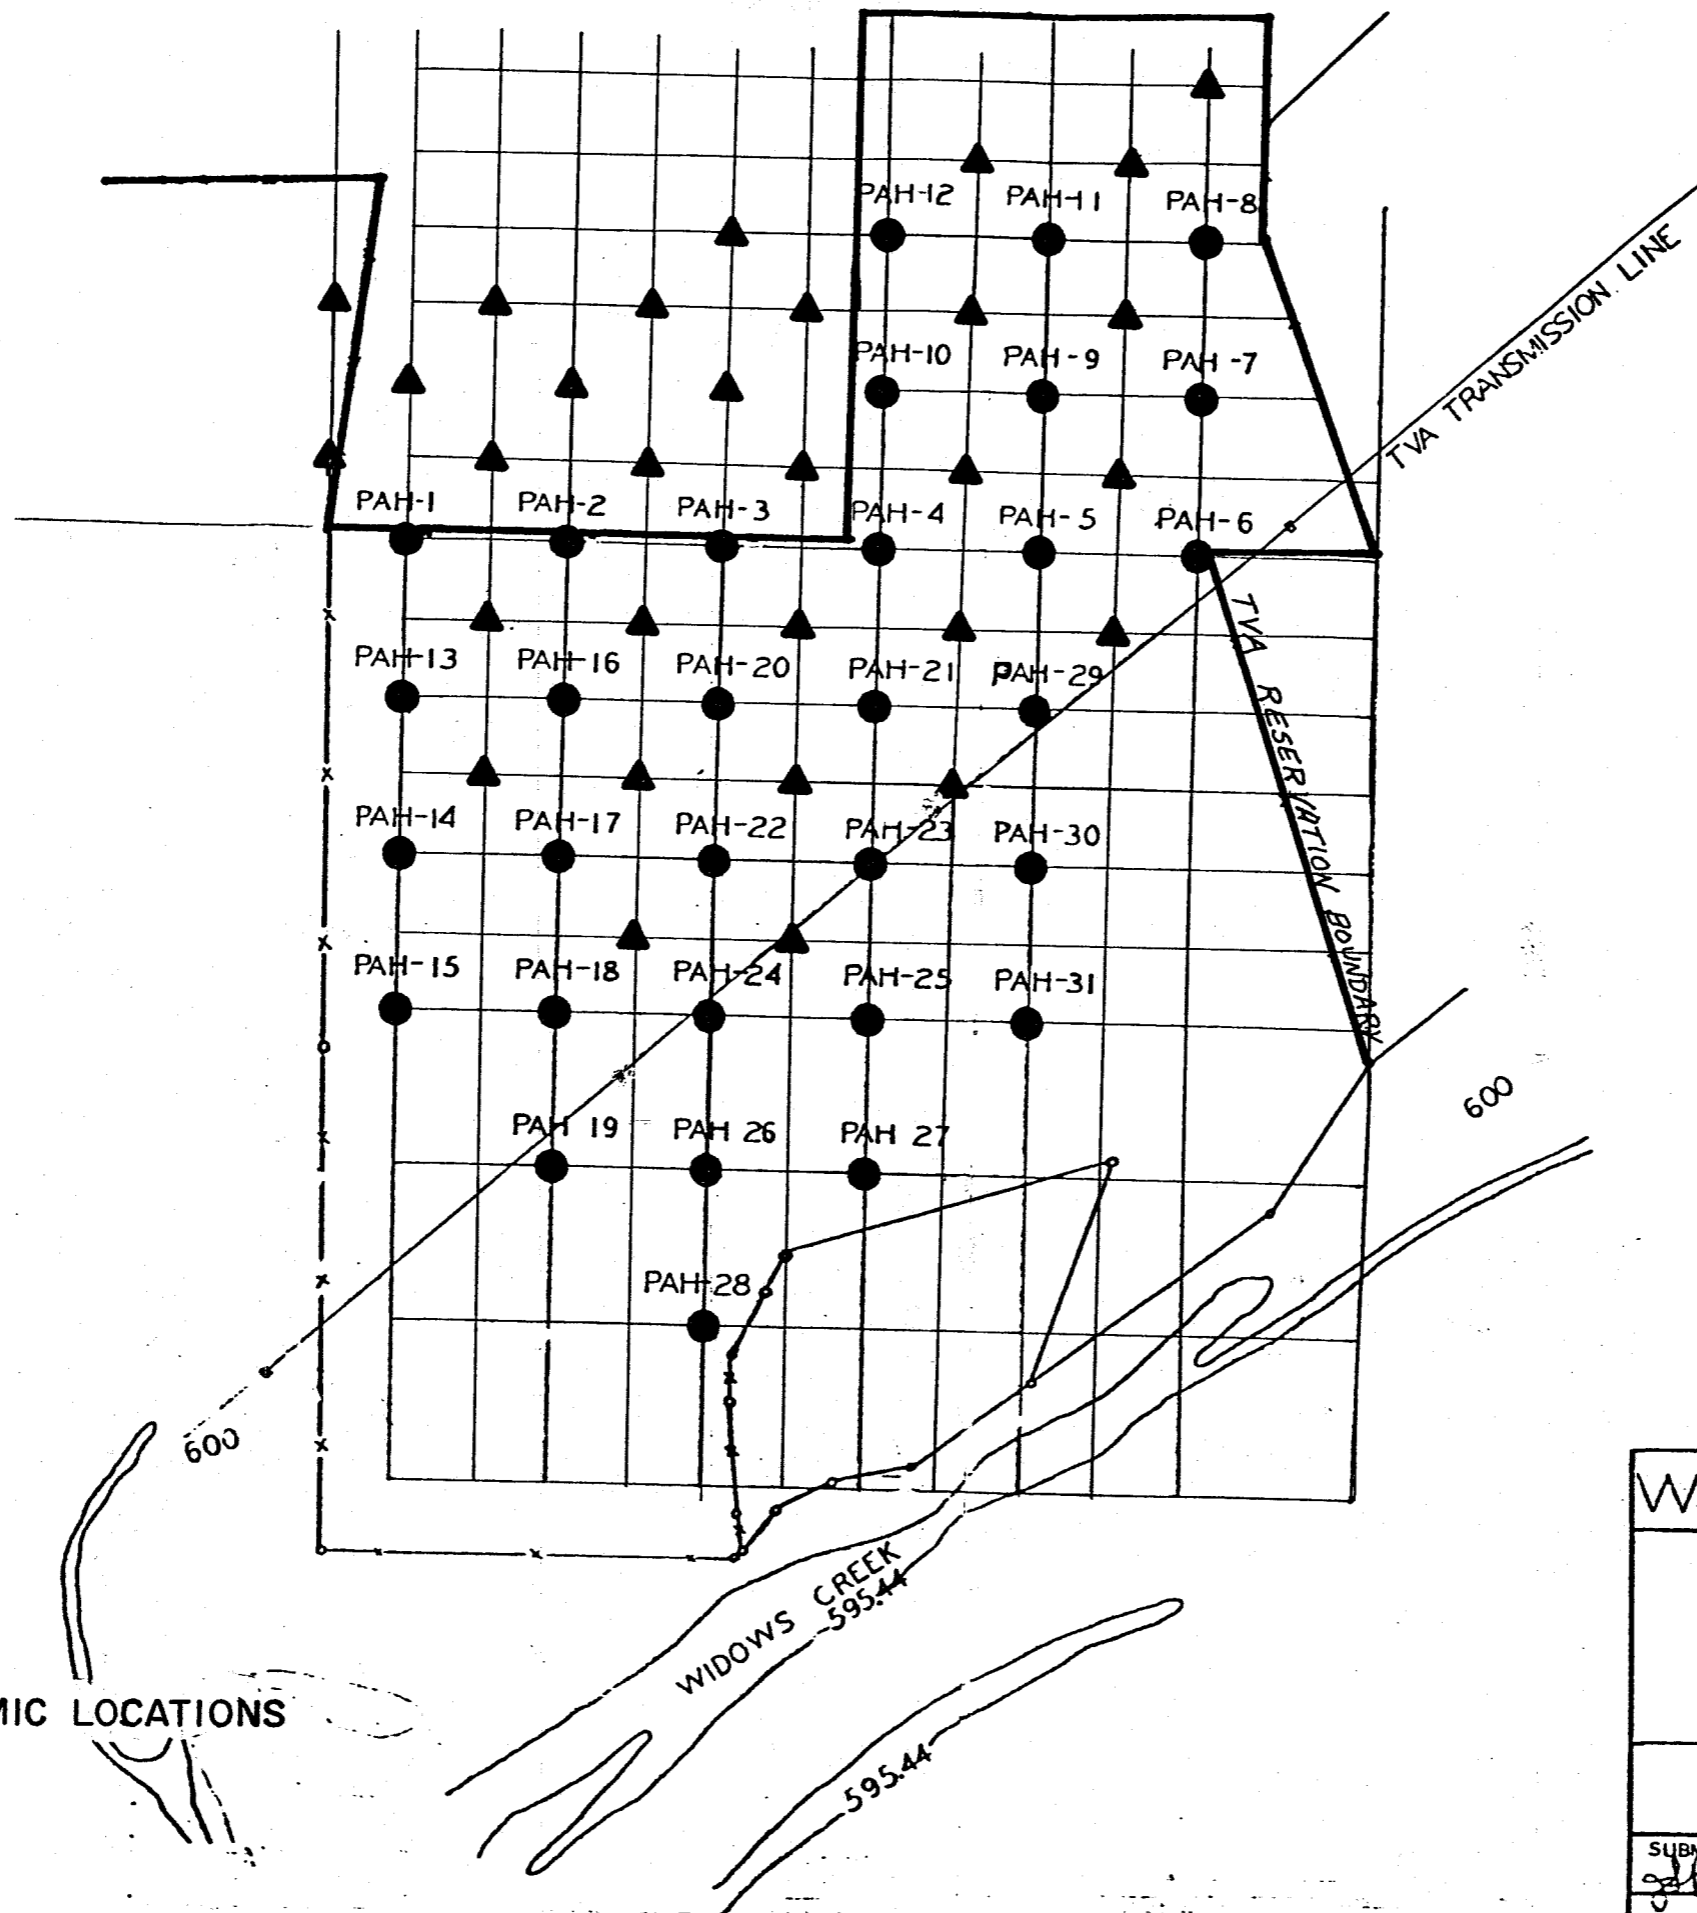 PAH-12 PAH-11 PAH-8
PAH-10 PAH-9 PAH-7
TVA TRANSMISSION LINE
PAH-1 PAH-2 PAH-3 PAH-4 PAH-5 PAH-6
TVA RESERVATION BOUNDARY
PAH-13 PAH-16 PAH-20 PAH-21 PAH-29
PAH-14 PAH-17 PAH-22 PAH-23 PAH-30
PAH-15 PAH-18 PAH-24 PAH-25 PAH-31
600
PAH 19 PAH 26 PAH 27
PAH-28
600
WIDOWS CREEK
595.44
MIC LOCATIONS
595.44
W
SUBM